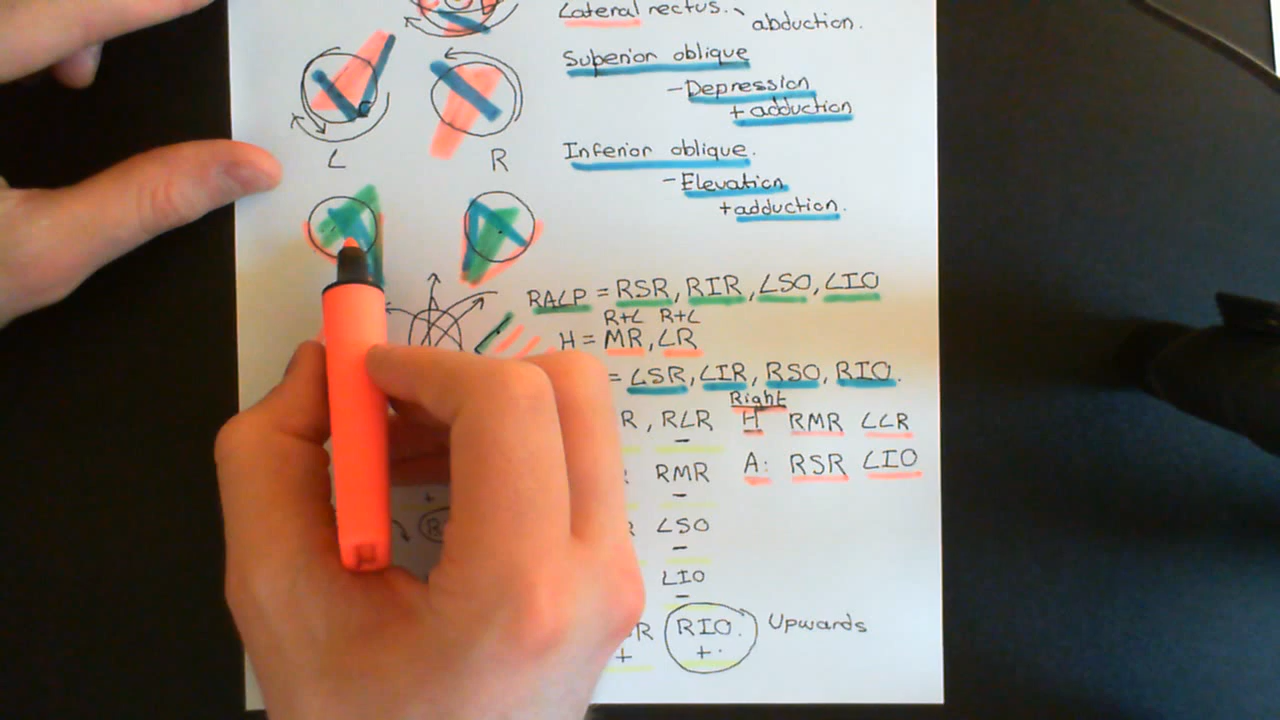 Lateral rectus.
abduction.
Superior oblique
- Depression
+ adduction
L R
Inferior oblique.
- Elevation
+ adduction.
RALP = RSR, RIR, LSO, LIO
R+L R+L
H = MR, LR
= LSR, LIR, RSO, RIO.
Right
R, RLR H RMR LLR
RMR A: RSR LIO
-
R LSO
-
LIO
-
R RIO. Upwards
+ +.